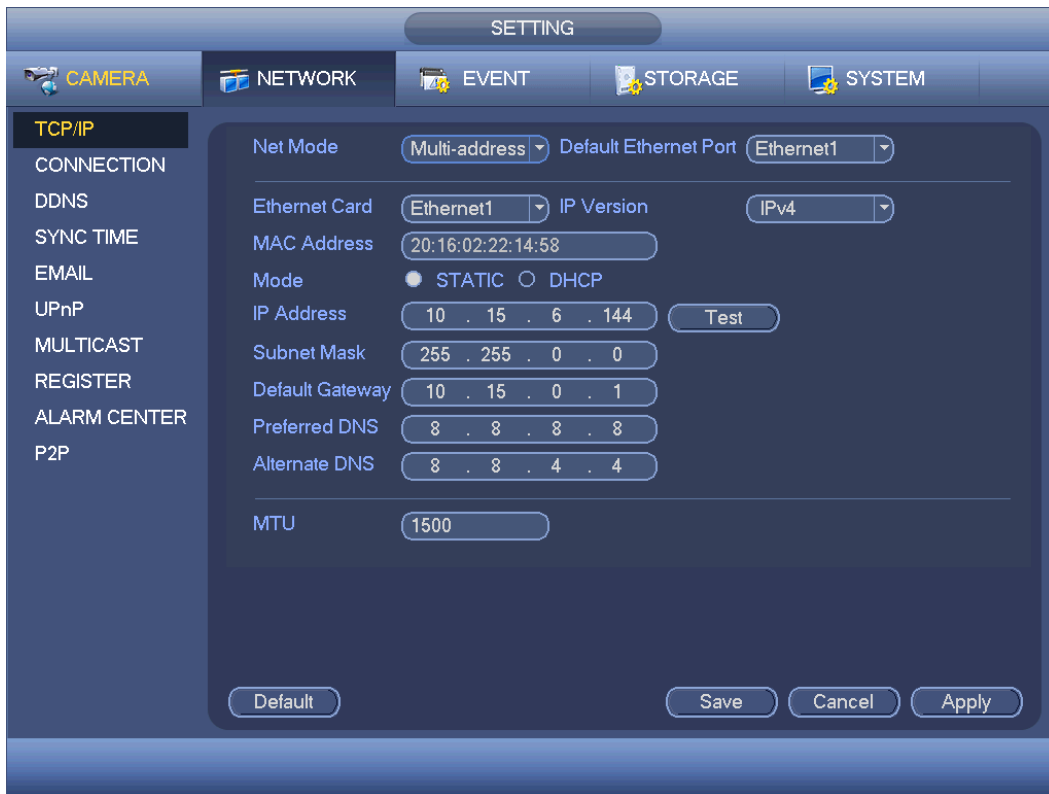 SETTING
CAMERA NETWORK EVENT STORAGE SYSTEM
TCP/IP
CONNECTION
DDNS
SYNC TIME
EMAIL
UPnP
MULTICAST
REGISTER
ALARM CENTER
P2P
Net Mode Multi-address Default Ethernet Port Ethernet1
Ethernet Card Ethernet1 IP Version IPv4
MAC Address 20:16:02:22:14:58
Mode STATIC DHCP
IP Address 10 . 15 . 6 . 144 Test
Subnet Mask 255 . 255 . 0 . 0
Default Gateway 10 . 15 . 0 . 1
Preferred DNS 8 . 8 . 8 . 8
Alternate DNS 8 . 8 . 4 . 4
MTU 1500
Default Save Cancel Apply